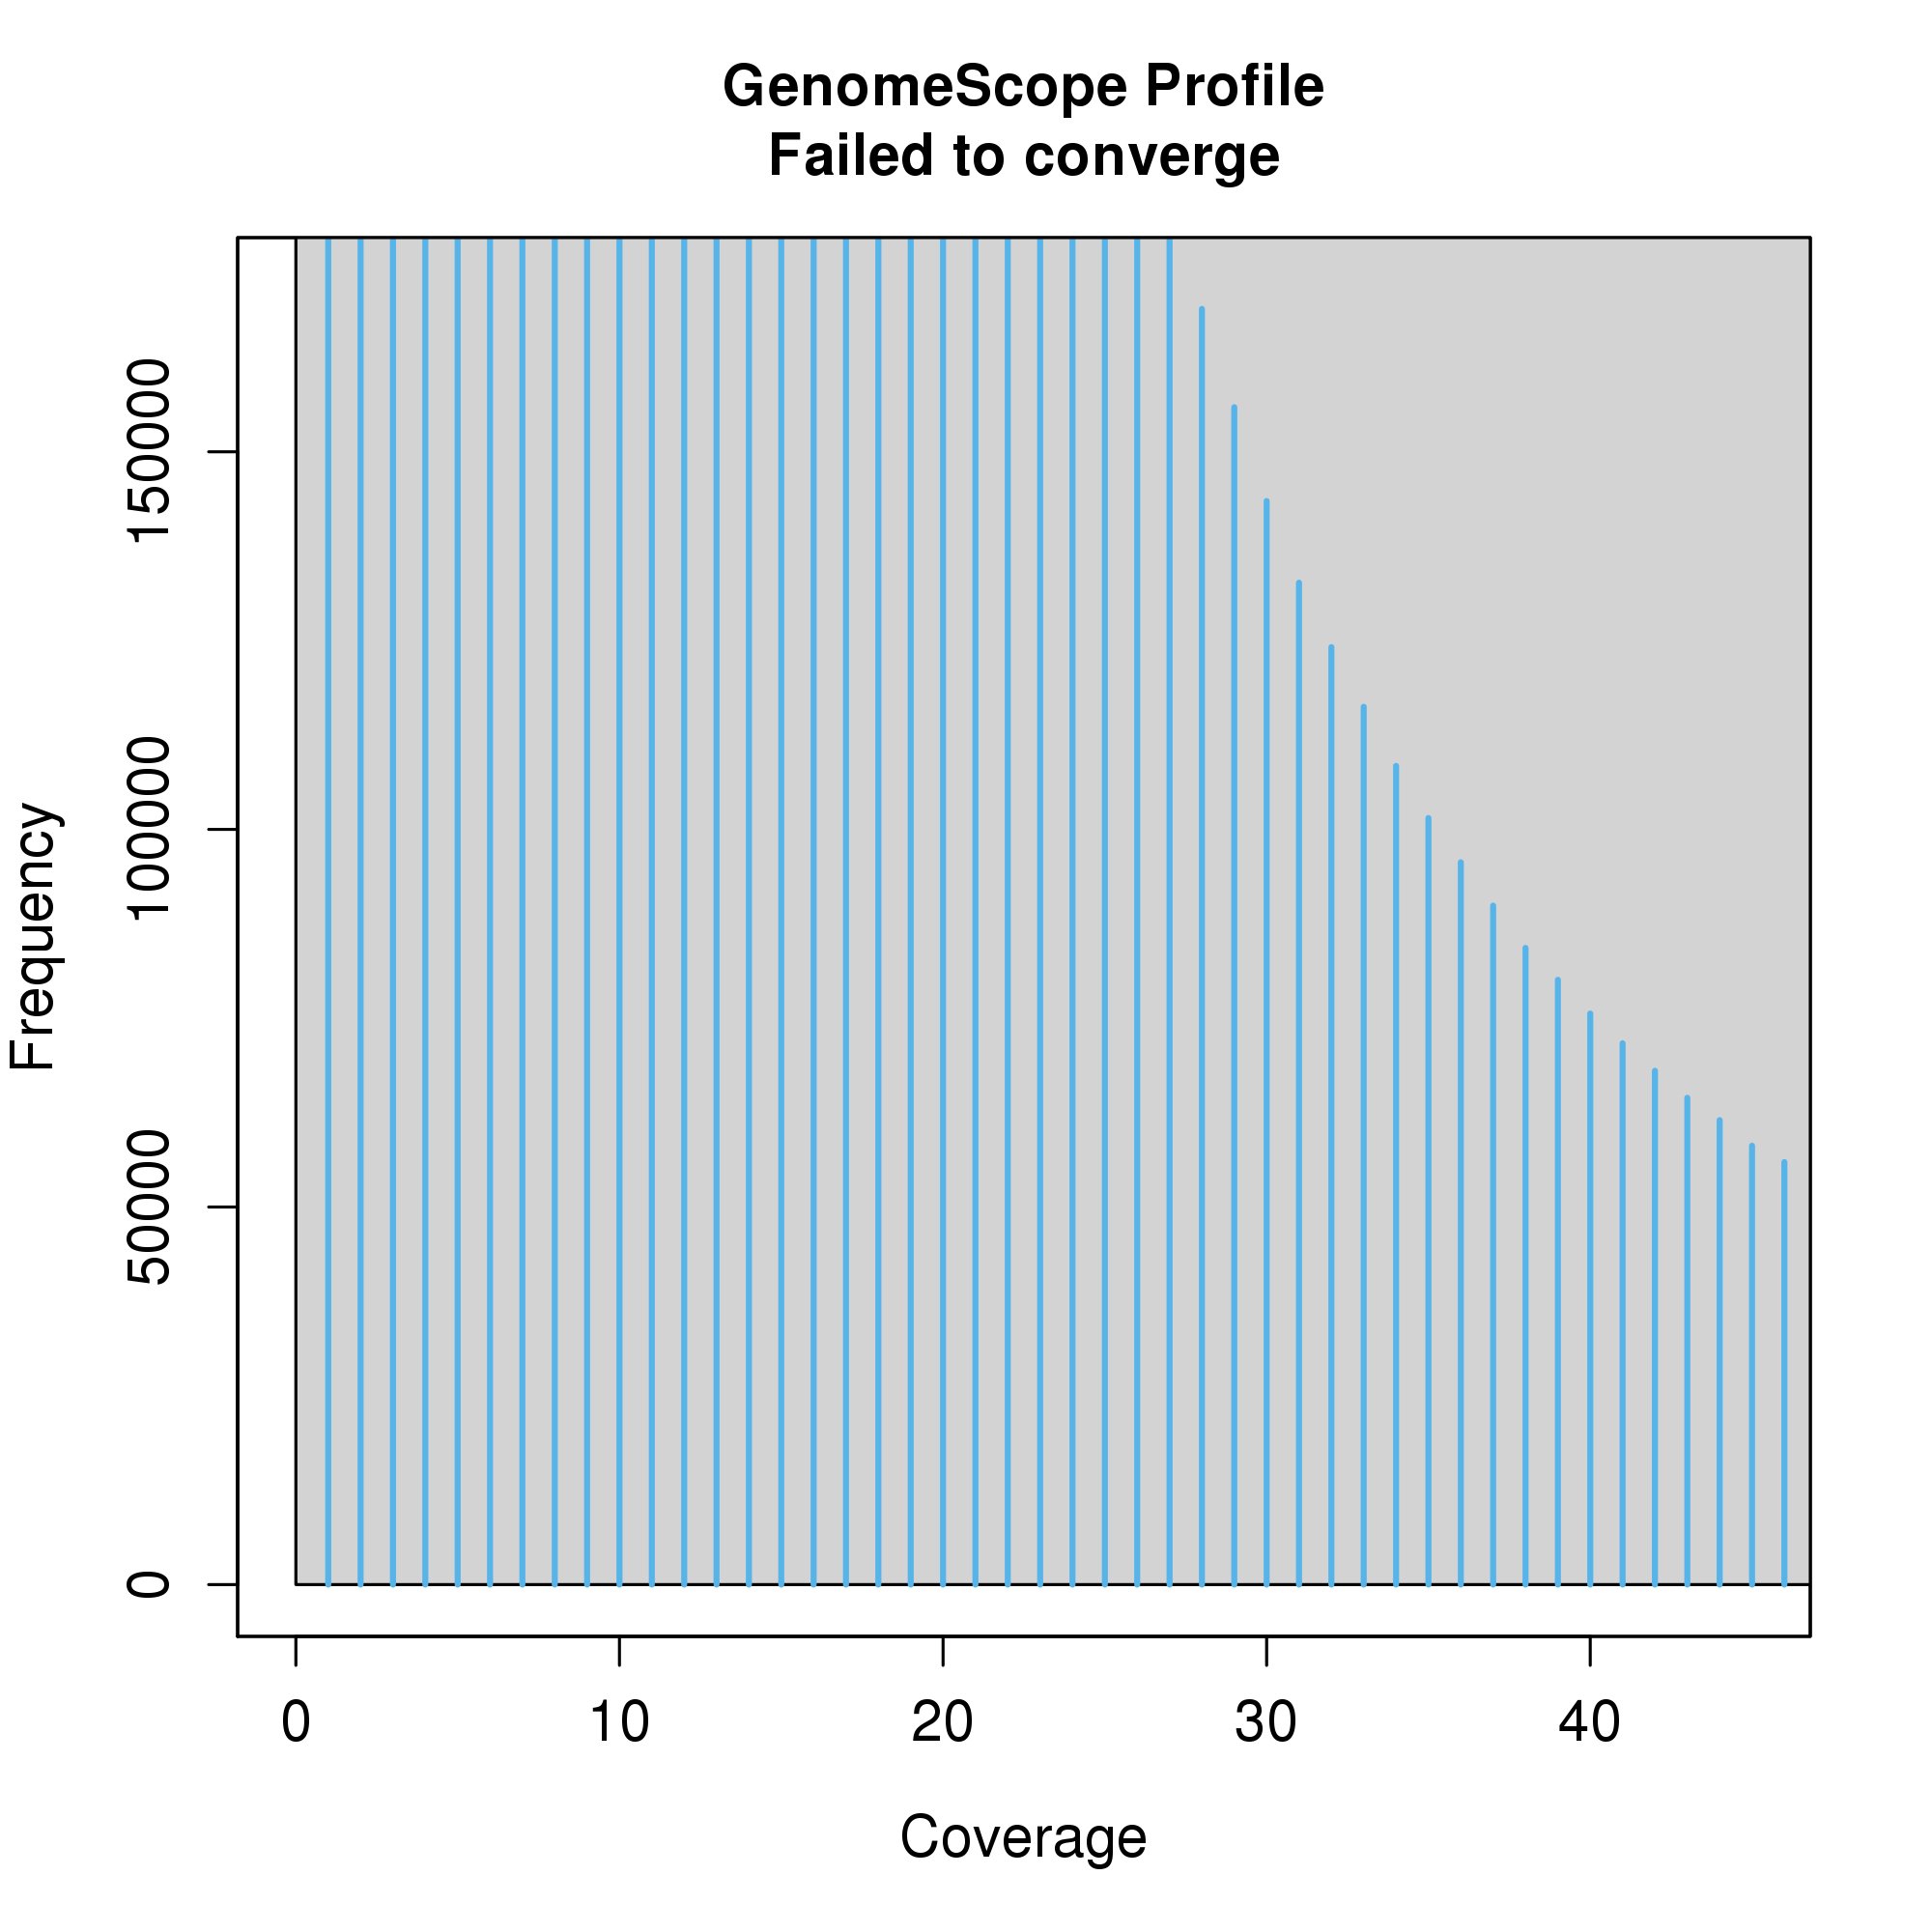 GenomeScope Profile
Failed to converge
Frequency
150000
100000
50000
0
0 10 20 30 40
Coverage